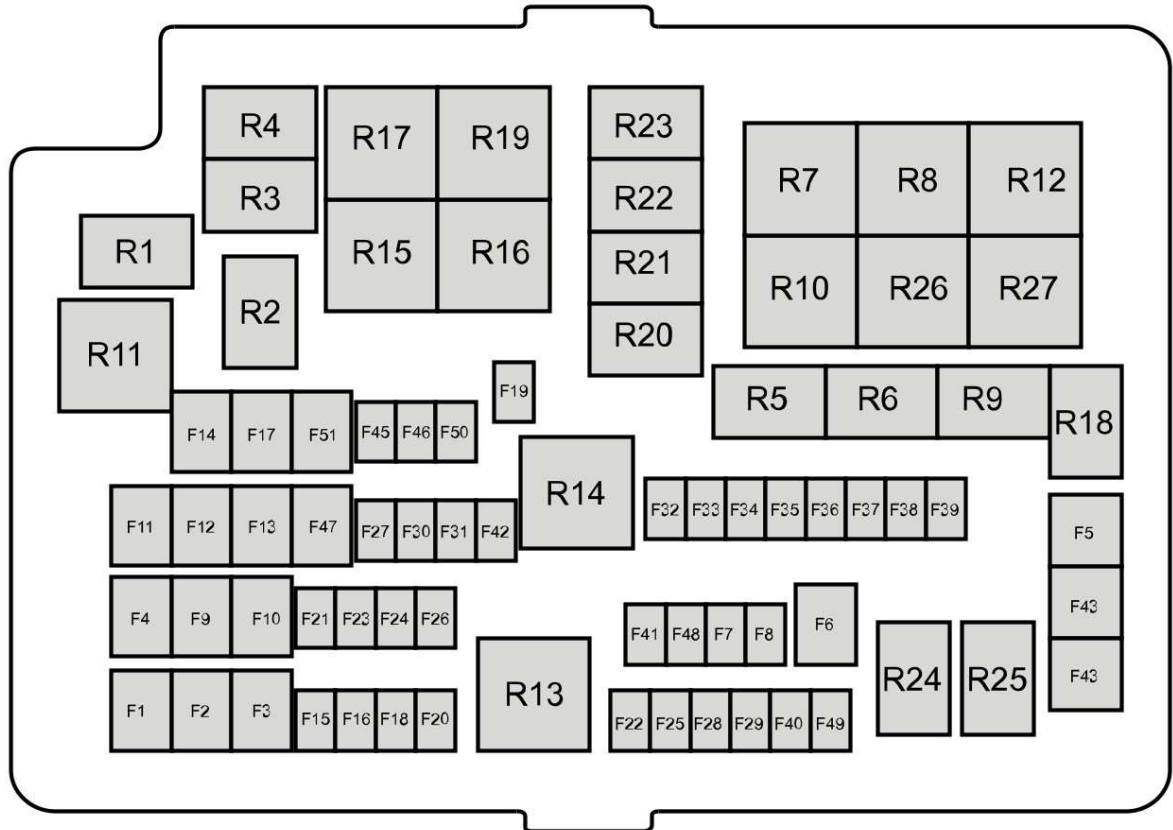 R4 R17 R19 R23
R7 R8 R12
R3 R22
R1 R15 R16 R21
R10 R26 R27
R2 R20
R11
F19 R5 R6 R9 R18
F14 F17 F51 F45 F46 F50
R14
F11 F12 F13 F47 F27 F30 F31 F42 F32 F33 F34 F35 F36 F37 F38 F39
F5
F4 F9 F10 F21 F23 F24 F26 F41 F48 F7 F8 F6 F43
R13 R24 R25 F43
F1 F2 F3 F15 F16 F18 F20 F22 F25 F28 F29 F40 F49